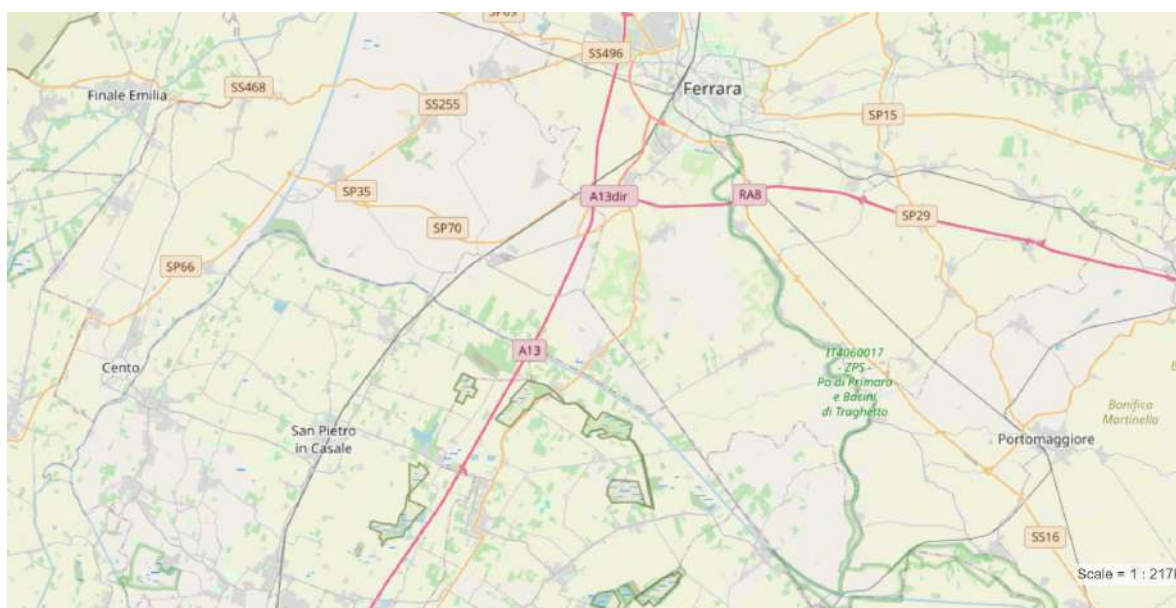 SP69
SS496
Ferrara
Finale Emilia
SS468
SS255
SP15
SP35
A13dir
RA8
SP70
SP29
SP66
A13
Cento
IT4060017
- ZPS -
Po di Primaro
e Bacini
di Traghetto
Bonifica
Martinella
San Pietro
in Casale
Portomaggiore
SS16
Scale = 1 : 217